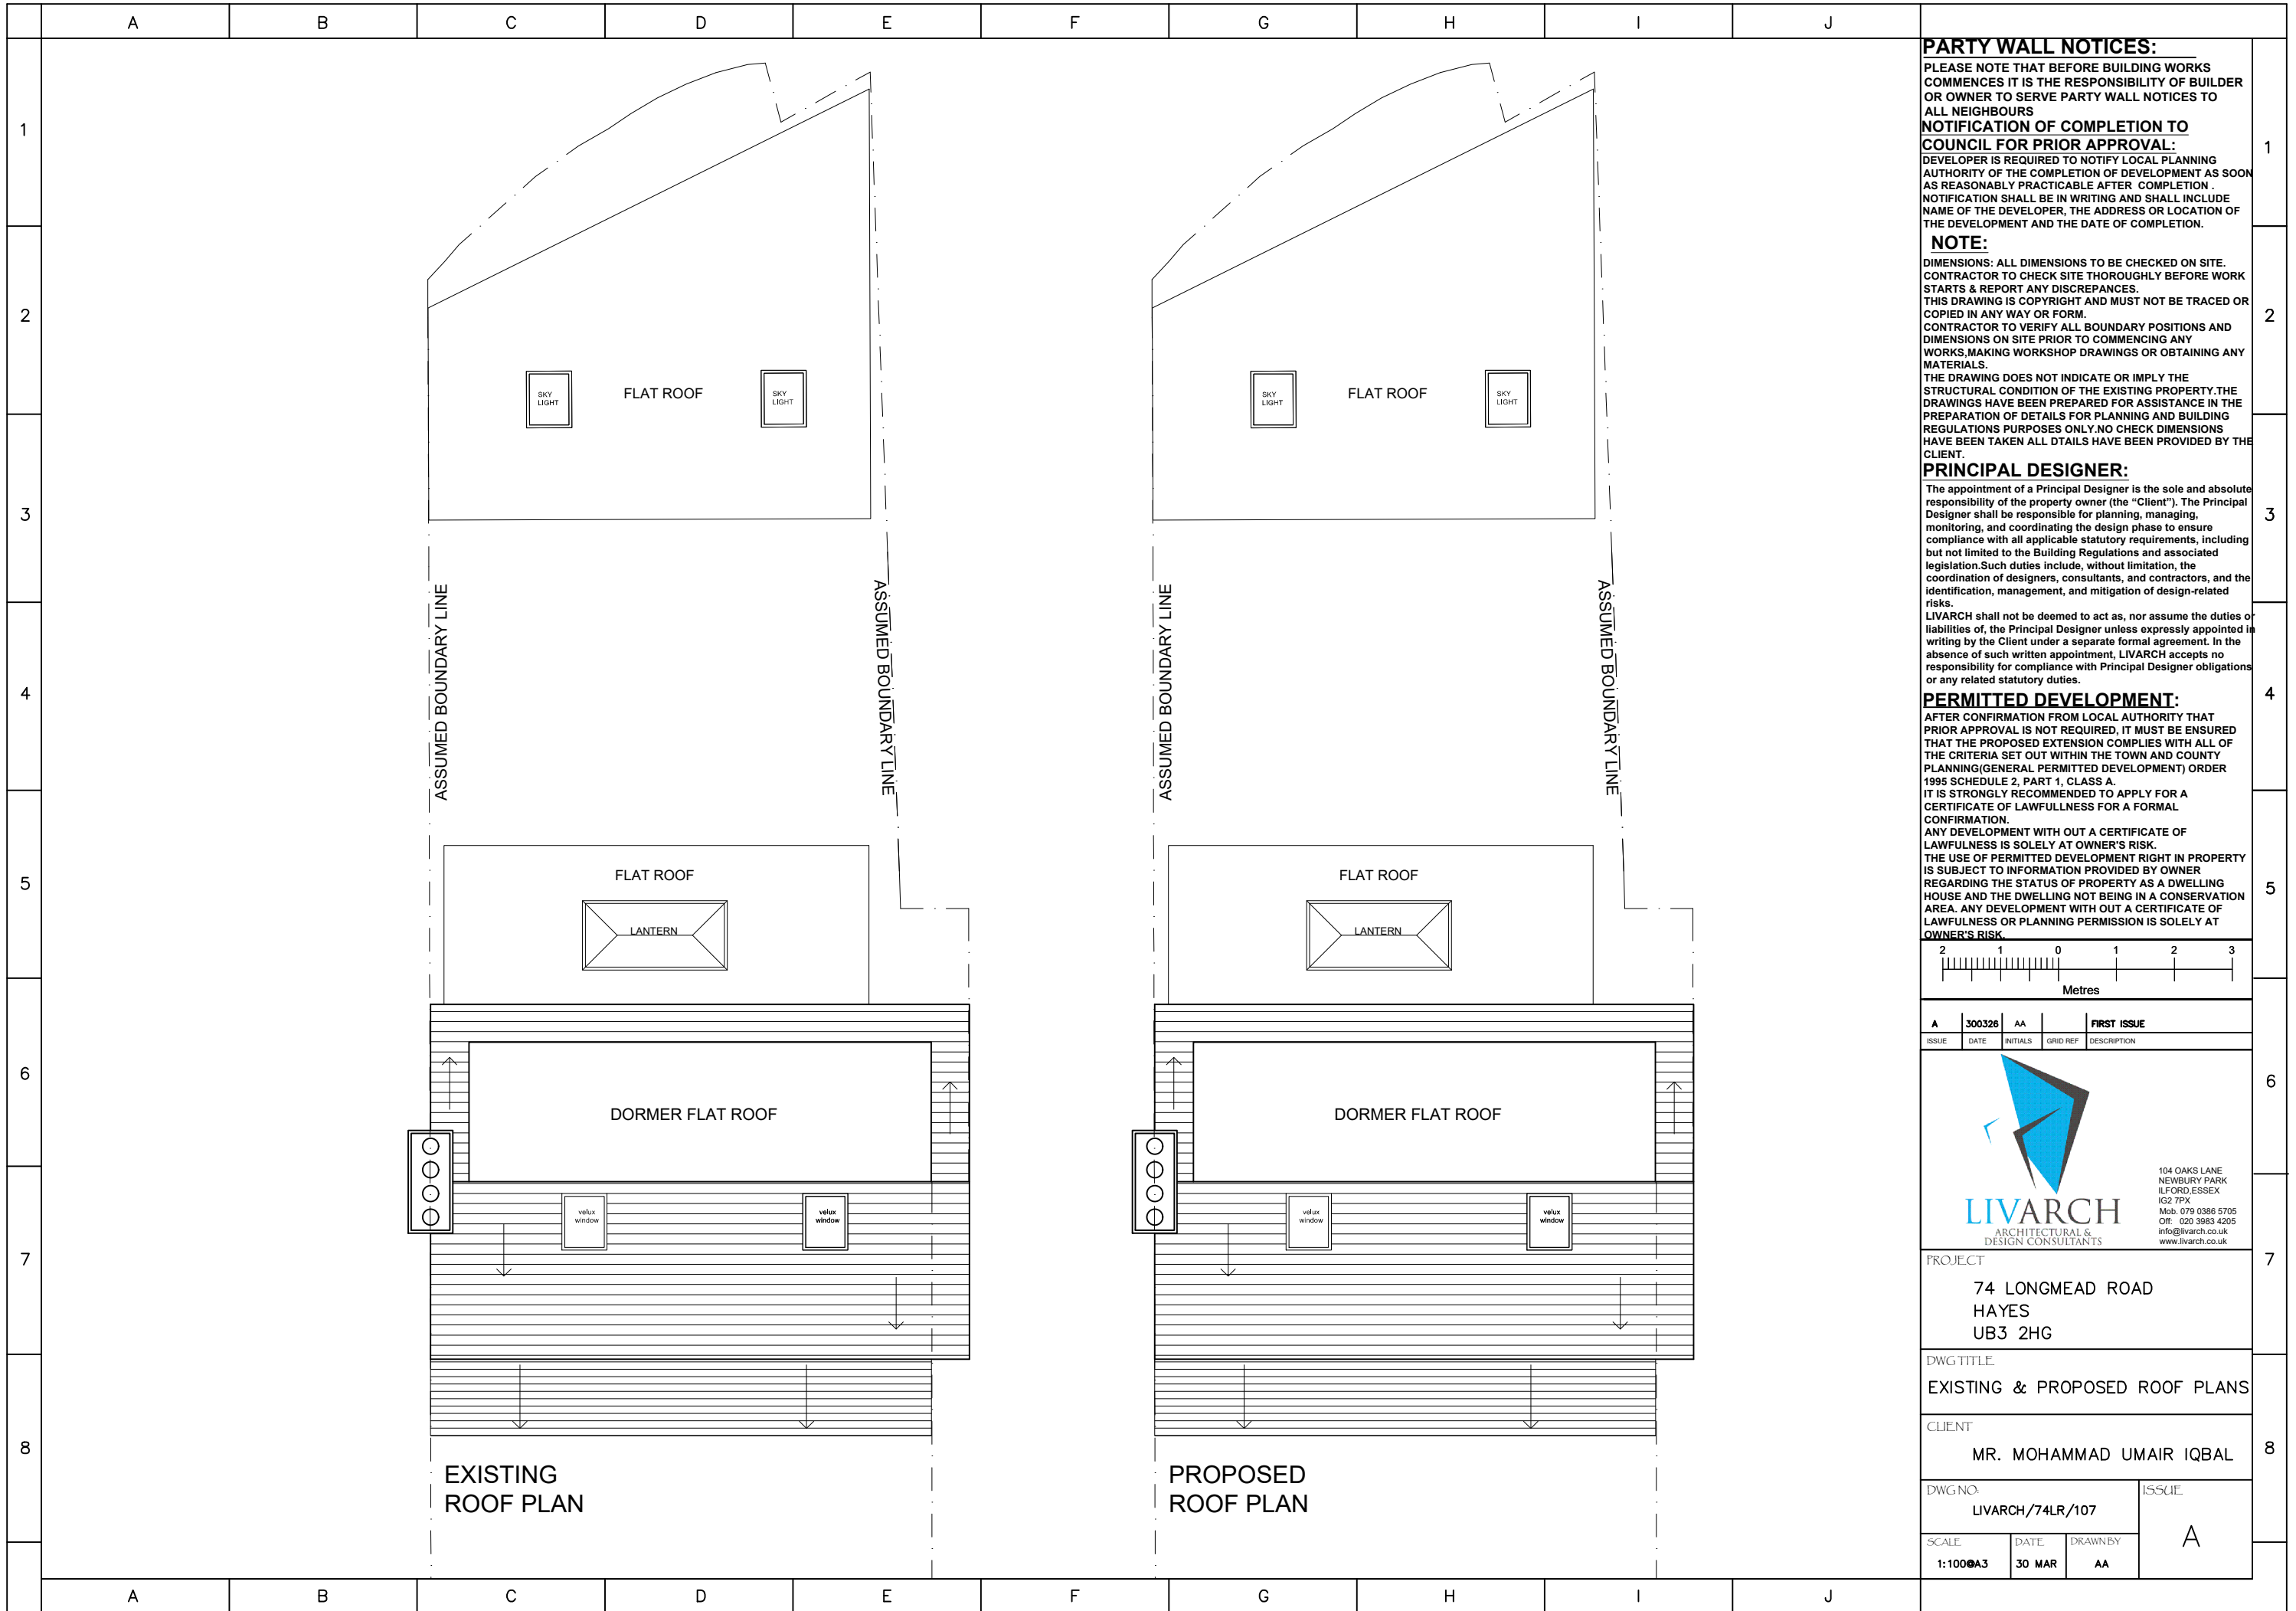 A B C D E F G H I J
1
2
3
4
5
6
7
8
SKY
LIGHT
FLAT ROOF
SKY
LIGHT
ASSUMED BOUNDARY LINE
ASSUMED BOUNDARY LINE
FLAT ROOF
LANTERN
DORMER FLAT ROOF
velux
window
velux
window
EXISTING
ROOF PLAN
SKY
LIGHT
FLAT ROOF
SKY
LIGHT
ASSUMED BOUNDARY LINE
ASSUMED BOUNDARY LINE
FLAT ROOF
LANTERN
DORMER FLAT ROOF
velux
window
velux
window
PROPOSED
ROOF PLAN
A B C D E F G H I J
PARTY WALL NOTICES:
PLEASE NOTE THAT BEFORE BUILDING WORKS
COMMENCES IT IS THE RESPONSIBILITY OF BUILDER
OR OWNER TO SERVE PARTY WALL NOTICES TO
ALL NEIGHBOURS
NOTIFICATION OF COMPLETION TO
COUNCIL FOR PRIOR APPROVAL:
DEVELOPER IS REQUIRED TO NOTIFY LOCAL PLANNING
AUTHORITY OF THE COMPLETION OF DEVELOPMENT AS SOON
AS REASONABLY PRACTICABLE AFTER COMPLETION .
NOTIFICATION SHALL BE IN WRITING AND SHALL INCLUDE
NAME OF THE DEVELOPER, THE ADDRESS OR LOCATION OF
THE DEVELOPMENT AND THE DATE OF COMPLETION.
NOTE:
DIMENSIONS: ALL DIMENSIONS TO BE CHECKED ON SITE.
CONTRACTOR TO CHECK SITE THOROUGHLY BEFORE WORK
STARTS & REPORT ANY DISCREPANCES.
THIS DRAWING IS COPYRIGHT AND MUST NOT BE TRACED OR
COPIED IN ANY WAY OR FORM.
CONTRACTOR TO VERIFY ALL BOUNDARY POSITIONS AND
DIMENSIONS ON SITE PRIOR TO COMMENCING ANY
WORKS,MAKING WORKSHOP DRAWINGS OR OBTAINING ANY
MATERIALS.
THE DRAWING DOES NOT INDICATE OR IMPLY THE
STRUCTURAL CONDITION OF THE EXISTING PROPERTY.THE
DRAWINGS HAVE BEEN PREPARED FOR ASSISTANCE IN THE
PREPARATION OF DETAILS FOR PLANNING AND BUILDING
REGULATIONS PURPOSES ONLY.NO CHECK DIMENSIONS
HAVE BEEN TAKEN ALL DTAILS HAVE BEEN PROVIDED BY THE
CLIENT.
PRINCIPAL DESIGNER:
The appointment of a Principal Designer is the sole and absolute
responsibility of the property owner (the “Client”). The Principal
Designer shall be responsible for planning, managing,
monitoring, and coordinating the design phase to ensure
compliance with all applicable statutory requirements, including
but not limited to the Building Regulations and associated
legislation.Such duties include, without limitation, the
coordination of designers, consultants, and contractors, and the
identification, management, and mitigation of design-related
risks.
LIVARCH shall not be deemed to act as, nor assume the duties or
liabilities of, the Principal Designer unless expressly appointed in
writing by the Client under a separate formal agreement. In the
absence of such written appointment, LIVARCH accepts no
responsibility for compliance with Principal Designer obligations
or any related statutory duties.
PERMITTED DEVELOPMENT:
AFTER CONFIRMATION FROM LOCAL AUTHORITY THAT
PRIOR APPROVAL IS NOT REQUIRED, IT MUST BE ENSURED
THAT THE PROPOSED EXTENSION COMPLIES WITH ALL OF
THE CRITERIA SET OUT WITHIN THE TOWN AND COUNTY
PLANNING(GENERAL PERMITTED DEVELOPMENT) ORDER
1995 SCHEDULE 2, PART 1, CLASS A.
IT IS STRONGLY RECOMMENDED TO APPLY FOR A
CERTIFICATE OF LAWFULLNESS FOR A FORMAL
CONFIRMATION.
ANY DEVELOPMENT WITH OUT A CERTIFICATE OF
LAWFULNESS IS SOLELY AT OWNER'S RISK.
THE USE OF PERMITTED DEVELOPMENT RIGHT IN PROPERTY
IS SUBJECT TO INFORMATION PROVIDED BY OWNER
REGARDING THE STATUS OF PROPERTY AS A DWELLING
HOUSE AND THE DWELLING NOT BEING IN A CONSERVATION
AREA. ANY DEVELOPMENT WITH OUT A CERTIFICATE OF
LAWFULNESS OR PLANNING PERMISSION IS SOLELY AT
OWNER'S RISK.
2 1 0 1 2 3
Metres
A 300326 AA FIRST ISSUE
ISSUE DATE INITIALS GRID REF DESCRIPTION
LIVARCH
ARCHITECTURAL &
DESIGN CONSULTANTS
104 OAKS LANE
NEWBURY PARK
ILFORD,ESSEX
IG2 7PX
Mob. 079 0386 5705
Off: 020 3983 4205
info@livarch.co.uk
www.livarch.co.uk
PROJECT
74 LONGMEAD ROAD
HAYES
UB3 2HG
DWG TITLE
EXISTING & PROPOSED ROOF PLANS
CLIENT
MR. MOHAMMAD UMAIR IQBAL
DWG NO:
LIVARCH/74LR/107
ISSUE
A
SCALE DATE DRAWN BY
1:100@A3 30 MAR AA
1
2
3
4
5
6
7
8